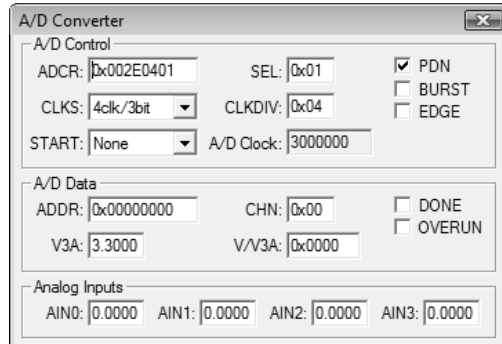 A/D Converter
A/D Control
ADCR: 0x002E0401 SEL: 0x01 PDN
BURST
CLKS: 4clk/3bit CLKDIV: 0x04 EDGE
START: None A/D Clock: 3000000
A/D Data
ADDR: 0x00000000 CHN: 0x00 DONE
OVERUN
V3A: 3.3000 V/V3A: 0x0000
Analog Inputs
AIN0: 0.0000 AIN1: 0.0000 AIN2: 0.0000 AIN3: 0.0000